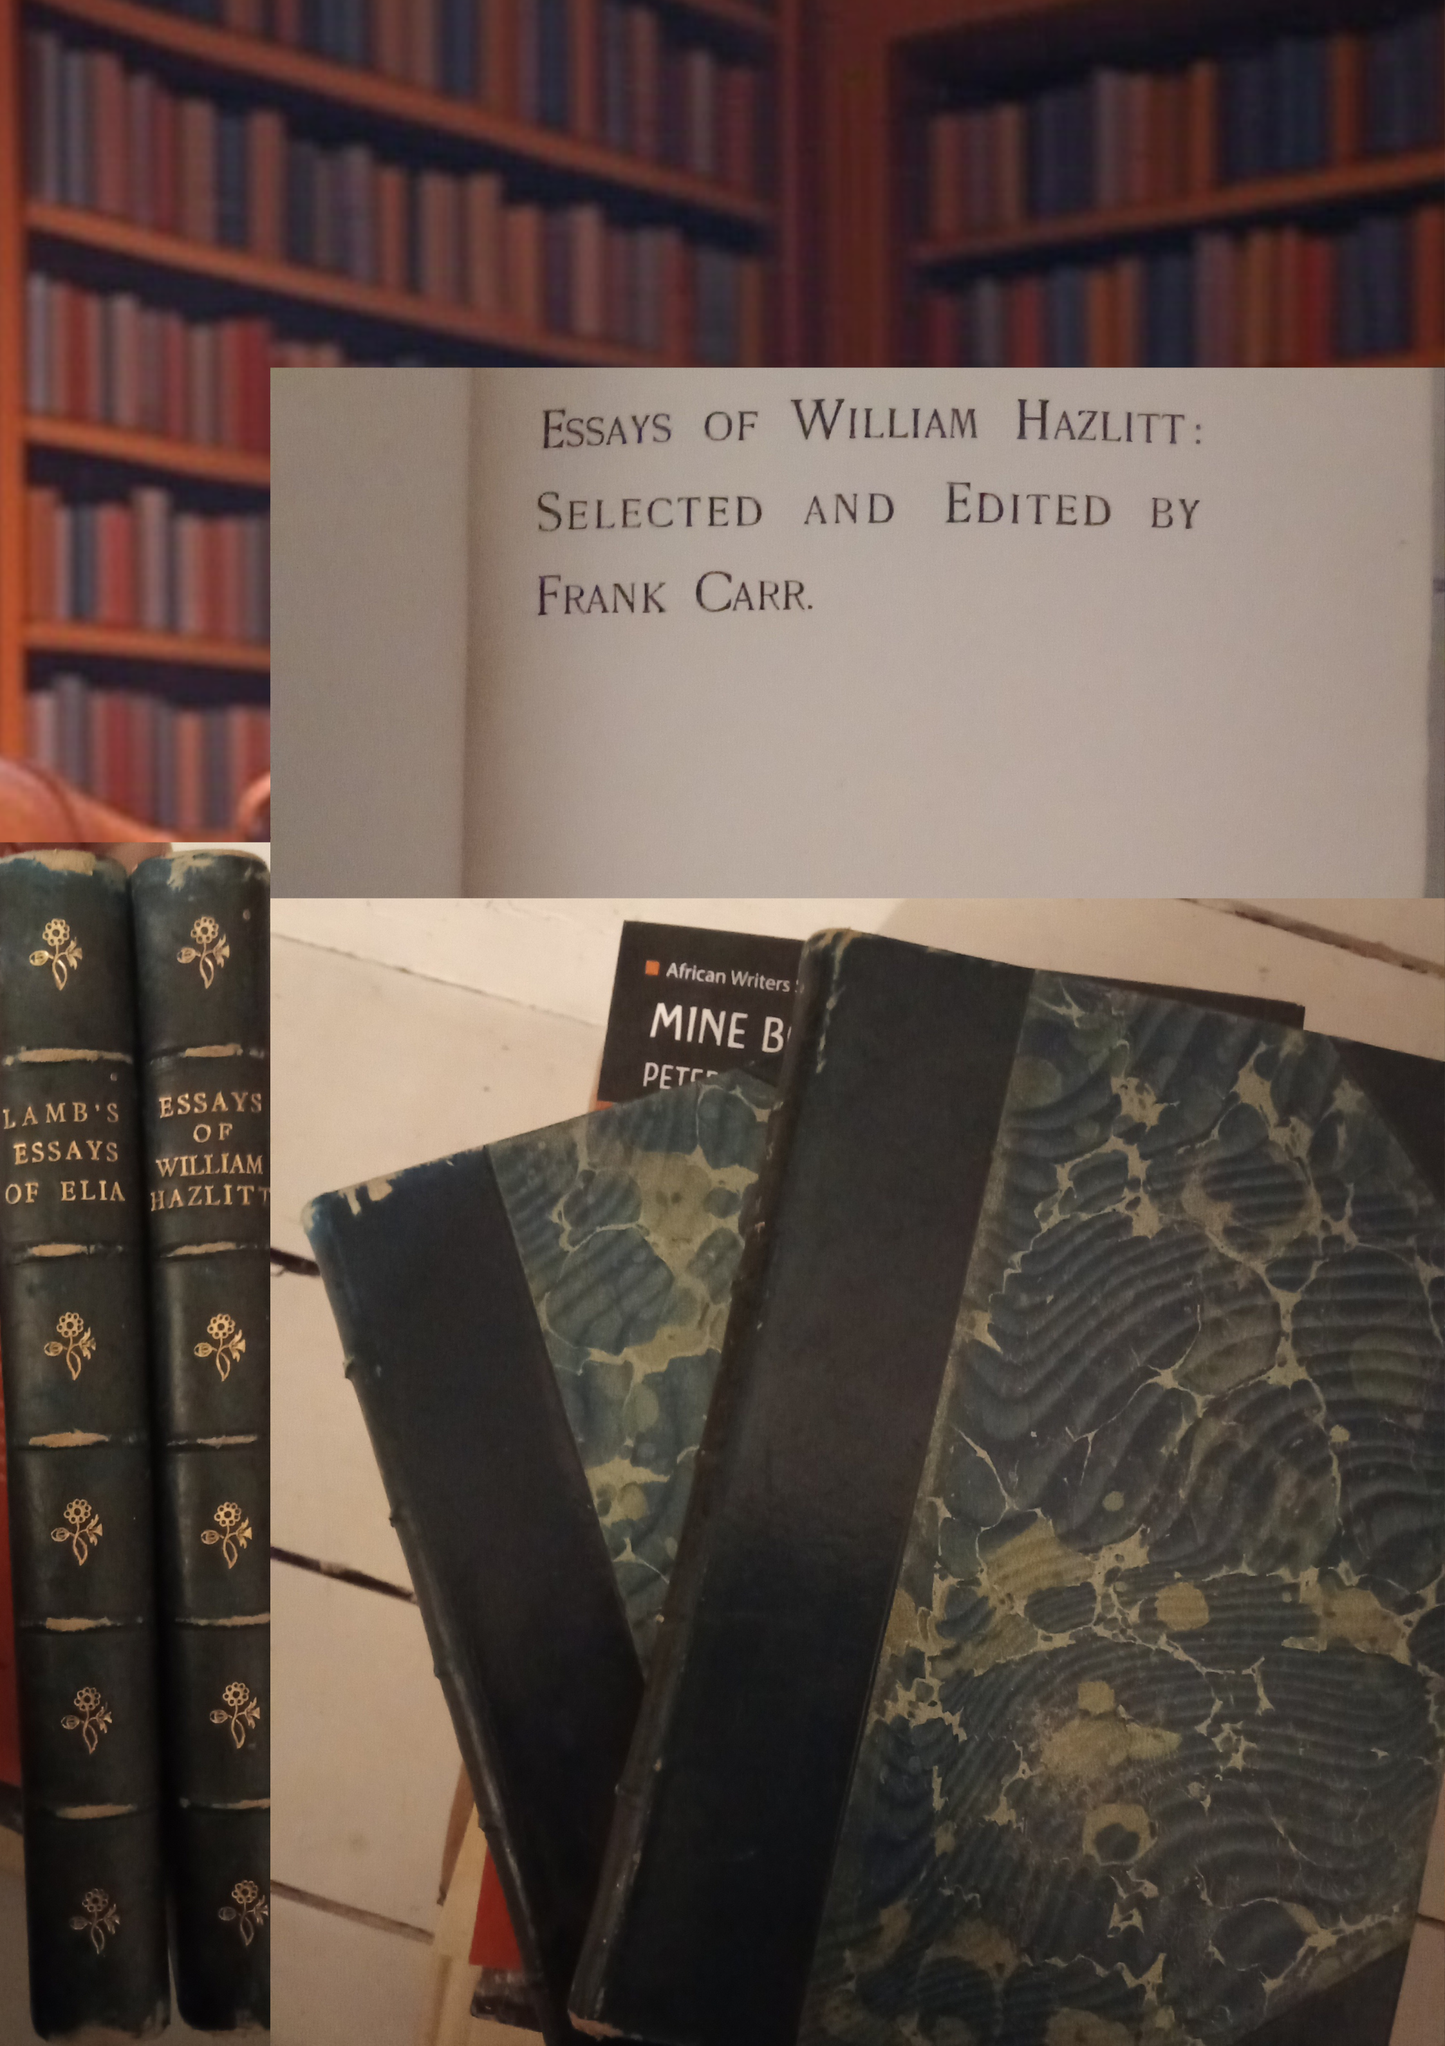 ESSAYS OF WILLIAM HAZLITT:
SELECTED AND EDITED BY
FRANK CARR.
LAMB'S
ESSAYS
OF ELIA
ESSAYS
OF
WILLIAM
HAZLITT
African Writers
MINE